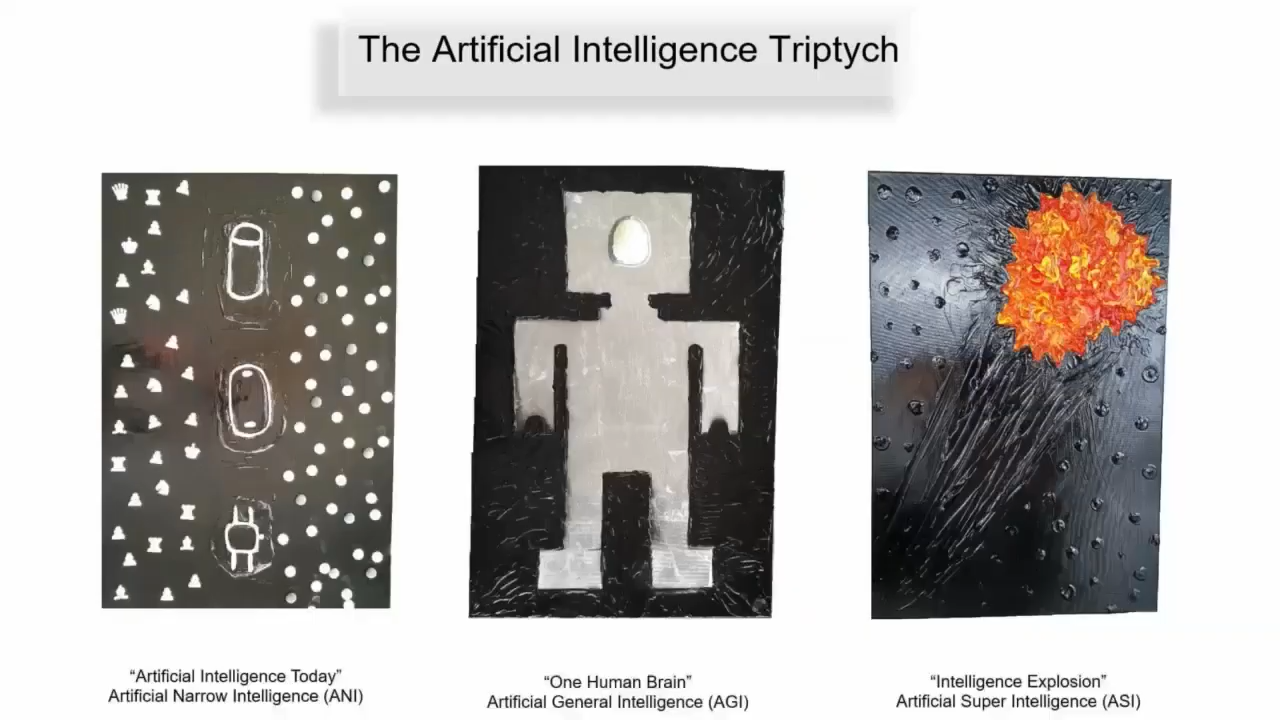 The Artificial Intelligence Triptych
“Artificial Intelligence Today”
Artificial Narrow Intelligence (ANI)
“One Human Brain”
Artificial General Intelligence (AGI)
“Intelligence Explosion”
Artificial Super Intelligence (ASI)